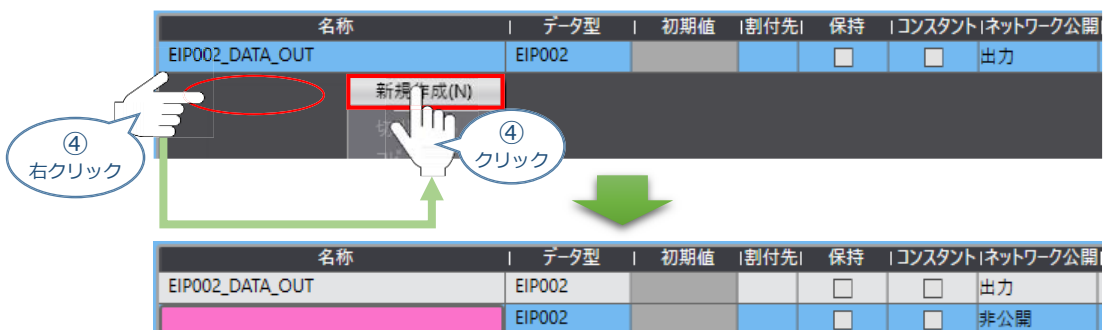 名称 データ型 初期値 割付先 保持 コンスタント ネットワーク公開
EIP002_DATA_OUT EIP002 出力
新規作成(N)
④
右クリック
④
クリック
名称 データ型 初期値 割付先 保持 コンスタント ネットワーク公開
EIP002_DATA_OUT EIP002 出力
EIP002 非公開